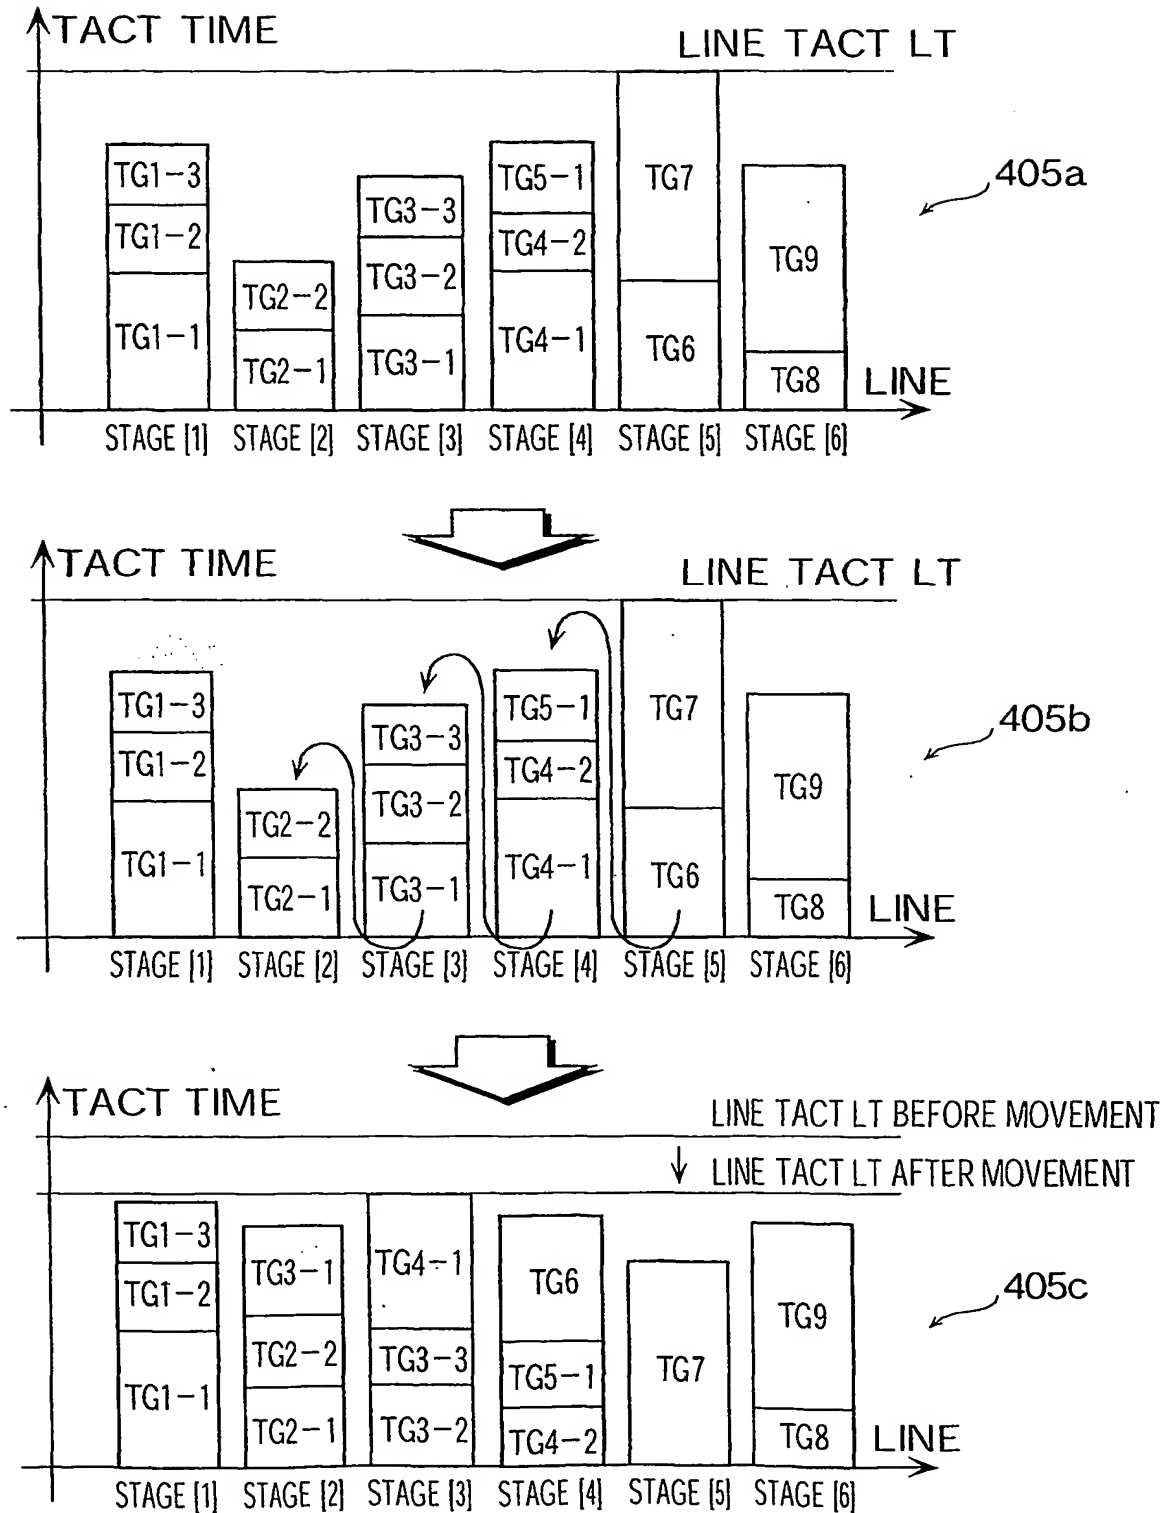 TACT TIME
LINE TACT LT
TG1-3
TG1-2
TG1-1
TG2-2
TG2-1
TG3-3
TG3-2
TG3-1
TG5-1
TG4-2
TG4-1
TG7
TG6
TG9
TG8
405a
LINE
STAGE [1]
STAGE [2]
STAGE [3]
STAGE [4]
STAGE [5]
STAGE [6]
TACT TIME
LINE TACT LT
TG1-3
TG1-2
TG1-1
TG2-2
TG2-1
TG3-3
TG3-2
TG3-1
TG5-1
TG4-2
TG4-1
TG7
TG6
TG9
TG8
405b
LINE
STAGE [1]
STAGE [2]
STAGE [3]
STAGE [4]
STAGE [5]
STAGE [6]
TACT TIME
LINE TACT LT BEFORE MOVEMENT
LINE TACT LT AFTER MOVEMENT
TG1-3
TG1-2
TG1-1
TG3-1
TG2-2
TG2-1
TG4-1
TG3-3
TG3-2
TG6
TG5-1
TG4-2
TG7
TG9
TG8
405c
LINE
STAGE [1]
STAGE [2]
STAGE [3]
STAGE [4]
STAGE [5]
STAGE [6]